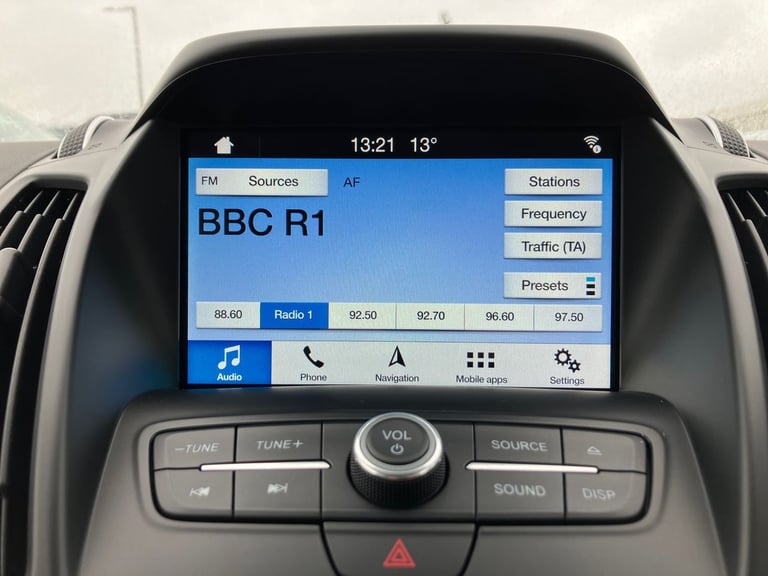 13:21 13°
FM Sources AF Stations
BBC R1
Frequency
Traffic (TA)
Presets
88.60 Radio 1 92.50 92.70 96.60 97.50
Audio Phone Navigation Mobile apps Settings
−TUNE TUNE+ VOL SOURCE
SOUND DISP